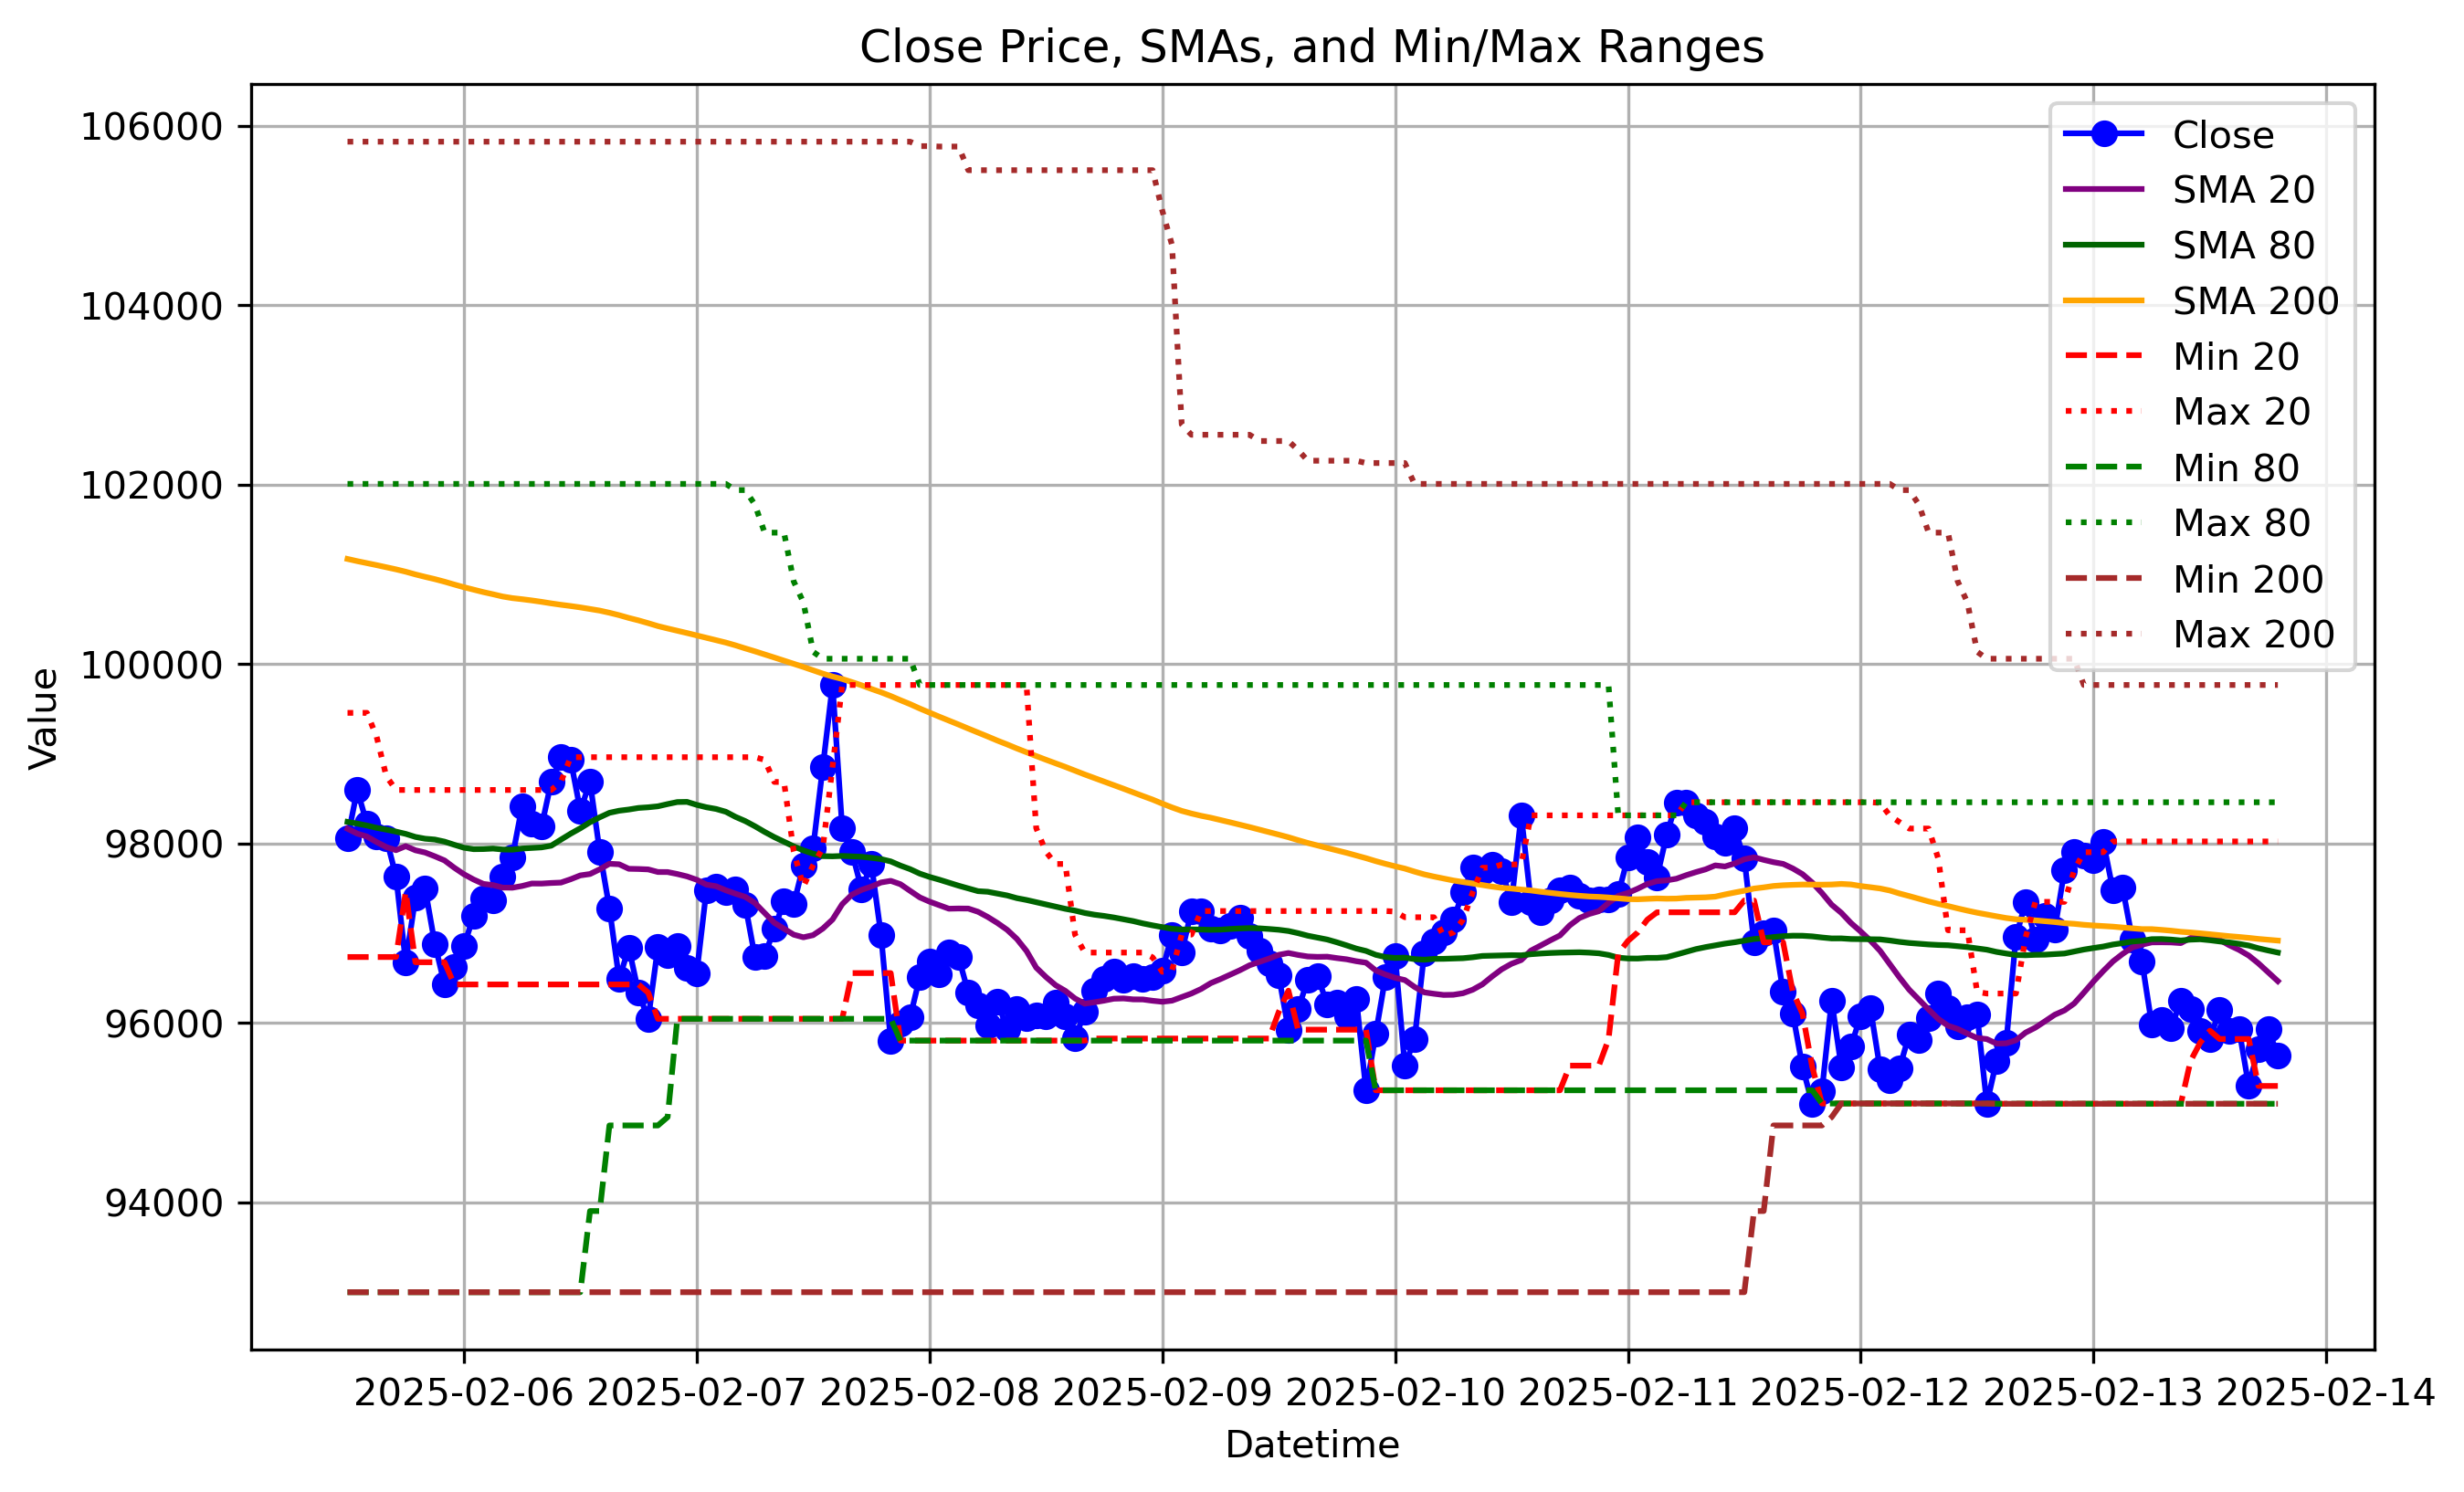 Close Price, SMAs, and Min/Max Ranges
106000
104000
102000
100000
98000
96000
94000
Value
Close
SMA 20
SMA 80
SMA 200
Min 20
Max 20
Min 80
Max 80
Min 200
Max 200
2025-02-06 2025-02-07 2025-02-08 2025-02-09 2025-02-10 2025-02-11 2025-02-12 2025-02-13 2025-02-14
Datetime